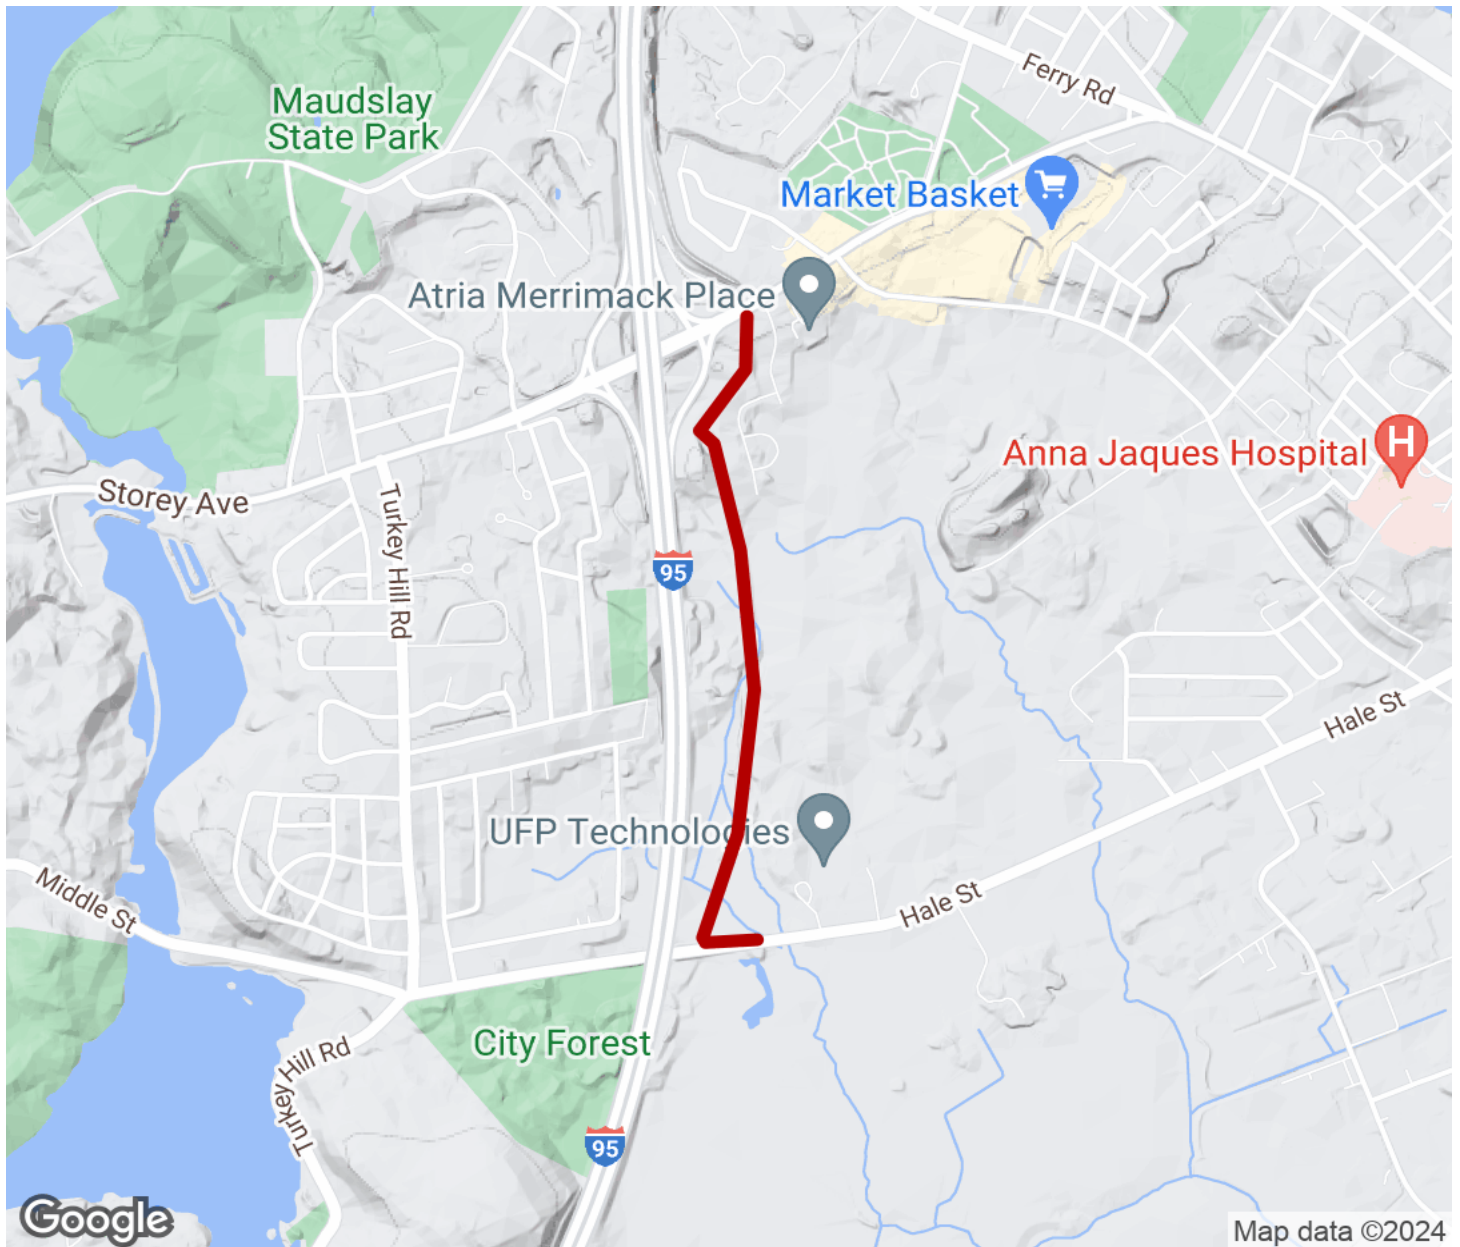 Ferry Rd
Maudslay
State Park
Market Basket
Atria Merrimack Place
Anna Jaques Hospital
H
Storey Ave
Turkey Hill Rd
95
Hale St
UFP Technologies
Middle St
Hale St
City Forest
Turkey Hill Rd
95
Google
Map data ©2024